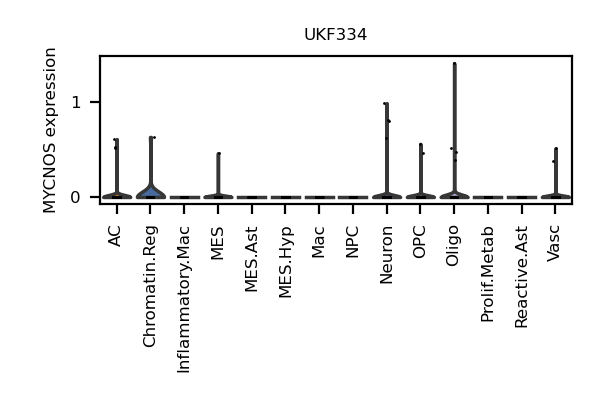 UKF334
MYCNOS expression
1
0
AC
Chromatin.Reg
Inflammatory.Mac
MES
MES.Ast
MES.Hyp
Mac
NPC
Neuron
OPC
Oligo
Prolif.Metab
Reactive.Ast
Vasc